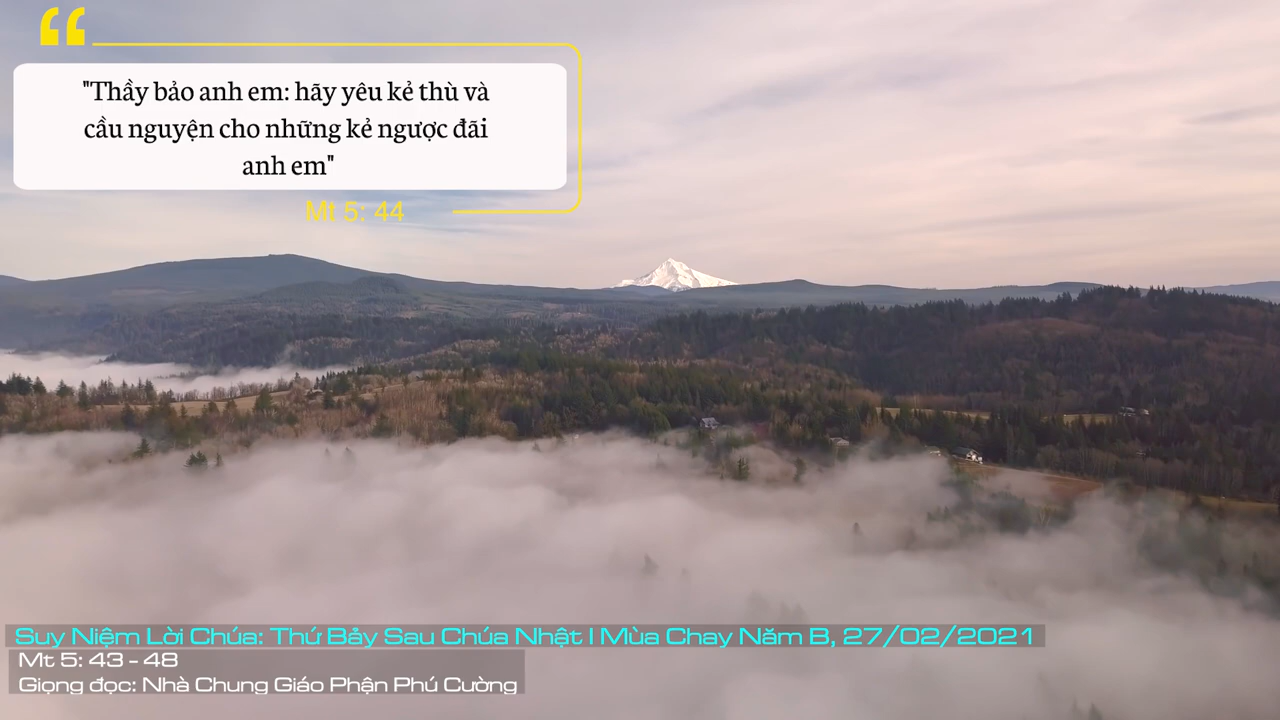 "Thầy bảo anh em: hãy yêu kẻ thù và
cầu nguyện cho những kẻ ngược đãi
anh em"
Mt 5; 44
Suy Niệm Lời Chúa: Thứ Bảy Sau Chúa Nhật I Mùa Chay Năm B, 27/02/2021
Mt 5: 43 - 48
Giọng đọc: Nhà Chung Giáo Phận Phú Cường